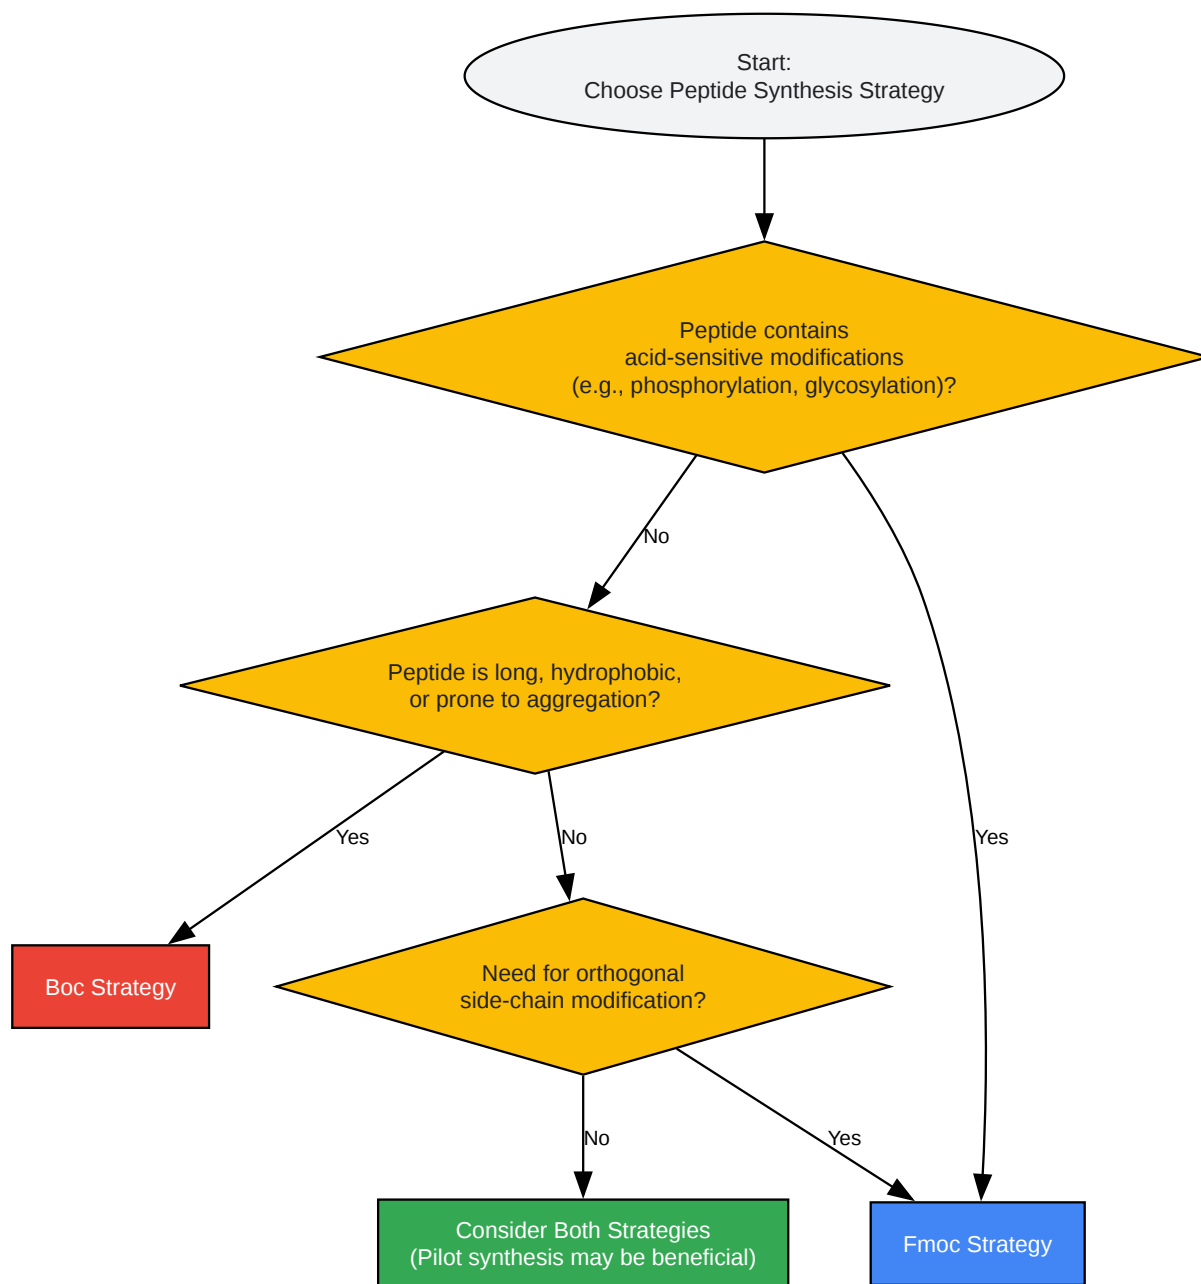 Start:
Choose Peptide Synthesis Strategy
Peptide contains
acid-sensitive modifications
(e.g., phosphorylation, glycosylation)?
No
Peptide is long, hydrophobic,
or prone to aggregation?
Yes
No
Yes
Boc Strategy
Need for orthogonal
side-chain modification?
No
Yes
Consider Both Strategies
(Pilot synthesis may be beneficial)
Fmoc Strategy